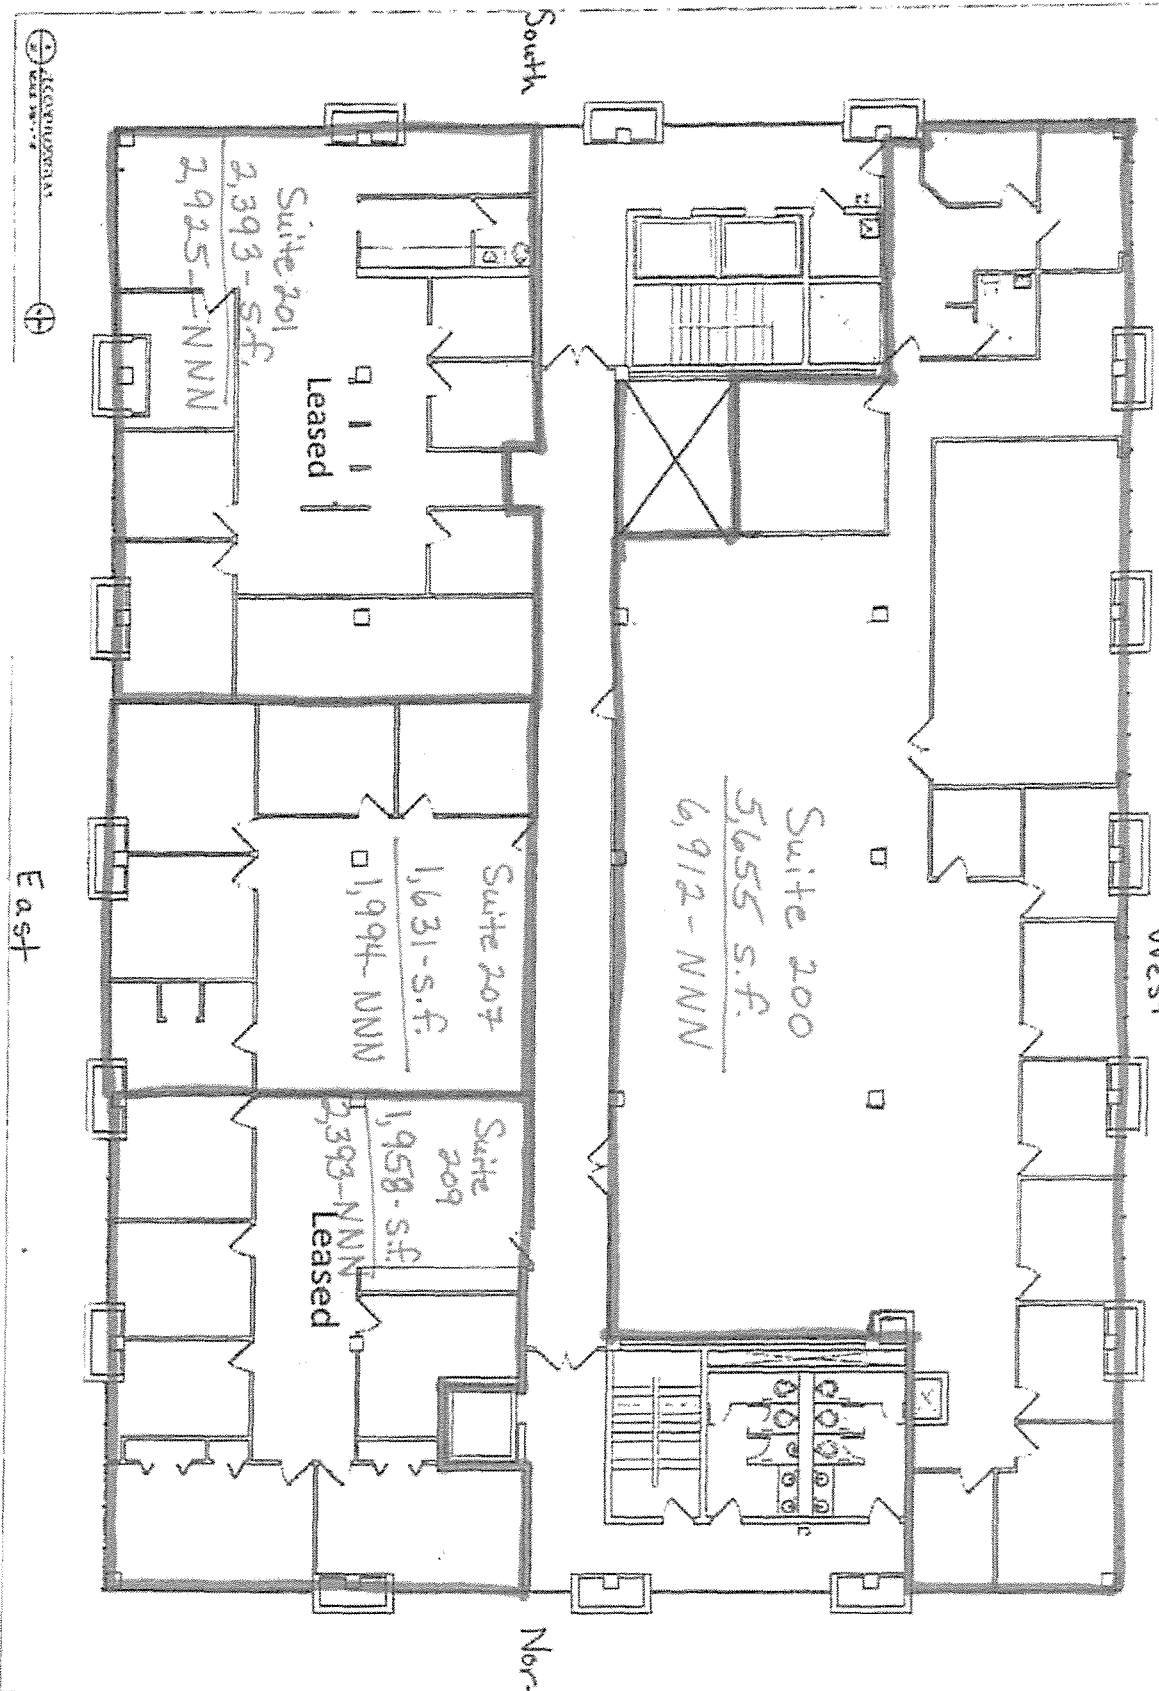 South
Suite 201
2,393-S.f.
2,925-NNN
Leased
Suite 200
5,655 S.f.
6,912-NNN
Suite 207
1,631-S.f.
1,994-NNN
Suite
209
1,958-S.f.
2,393-NNN
Leased
East
West
Nor